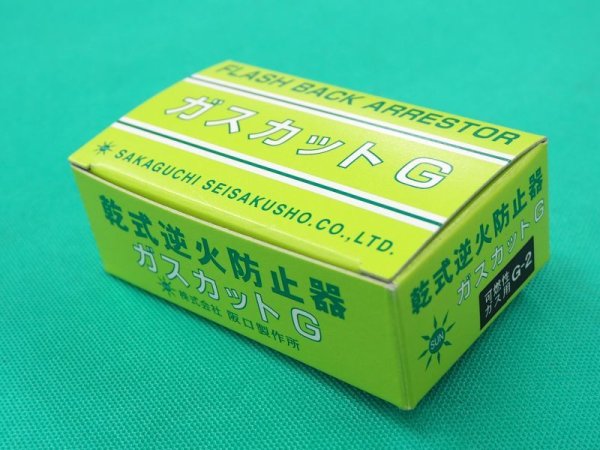 FLASH BACK ARRESTOR
ガスカットG
SAKAGUCHI SEISAKUSHO.CO.,LTD.
乾式逆火防止器
ガスカットG
株式会社 阪口製作所
乾式逆火防止器
ガスカットG
SUN
可燃性
ガス用 G-2